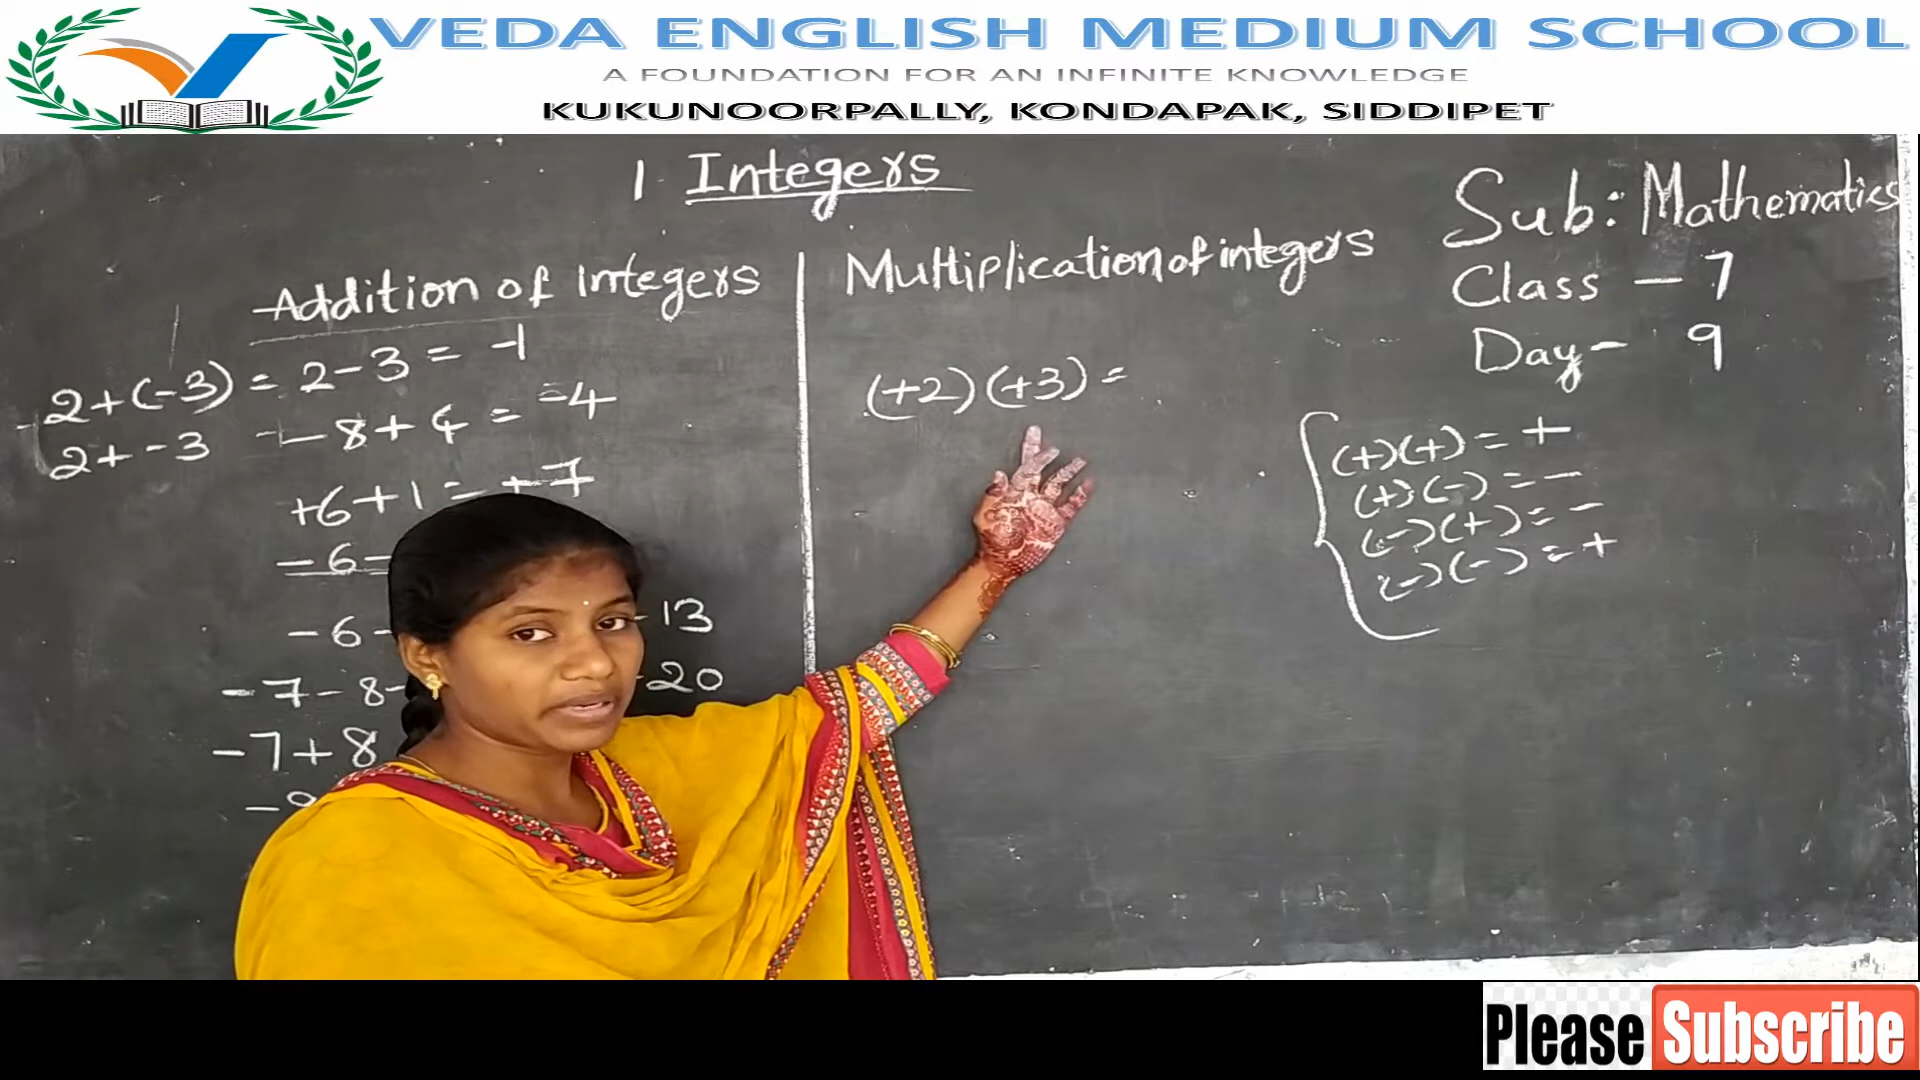 VEDA ENGLISH MEDIUM SCHOOL
A FOUNDATION FOR AN INFINITE KNOWLEDGE
KUKUNOORPALLY, KONDAPAK, SIDDIPET
1 Integers
Sub: Mathematics
Class - 7
Day - 9
Addition of Integers
2+(-3) = 2-3 = -1
2+-3
-8+4 = -4
+6+1 = +7
-6-
-6- -13
-7-8- -20
-7+8
Multiplication of integers
(+2)(+3) =
(+)(+) = +
(+)(-) = -
(-)(+) = -
(-)(-) = +
Please Subscribe